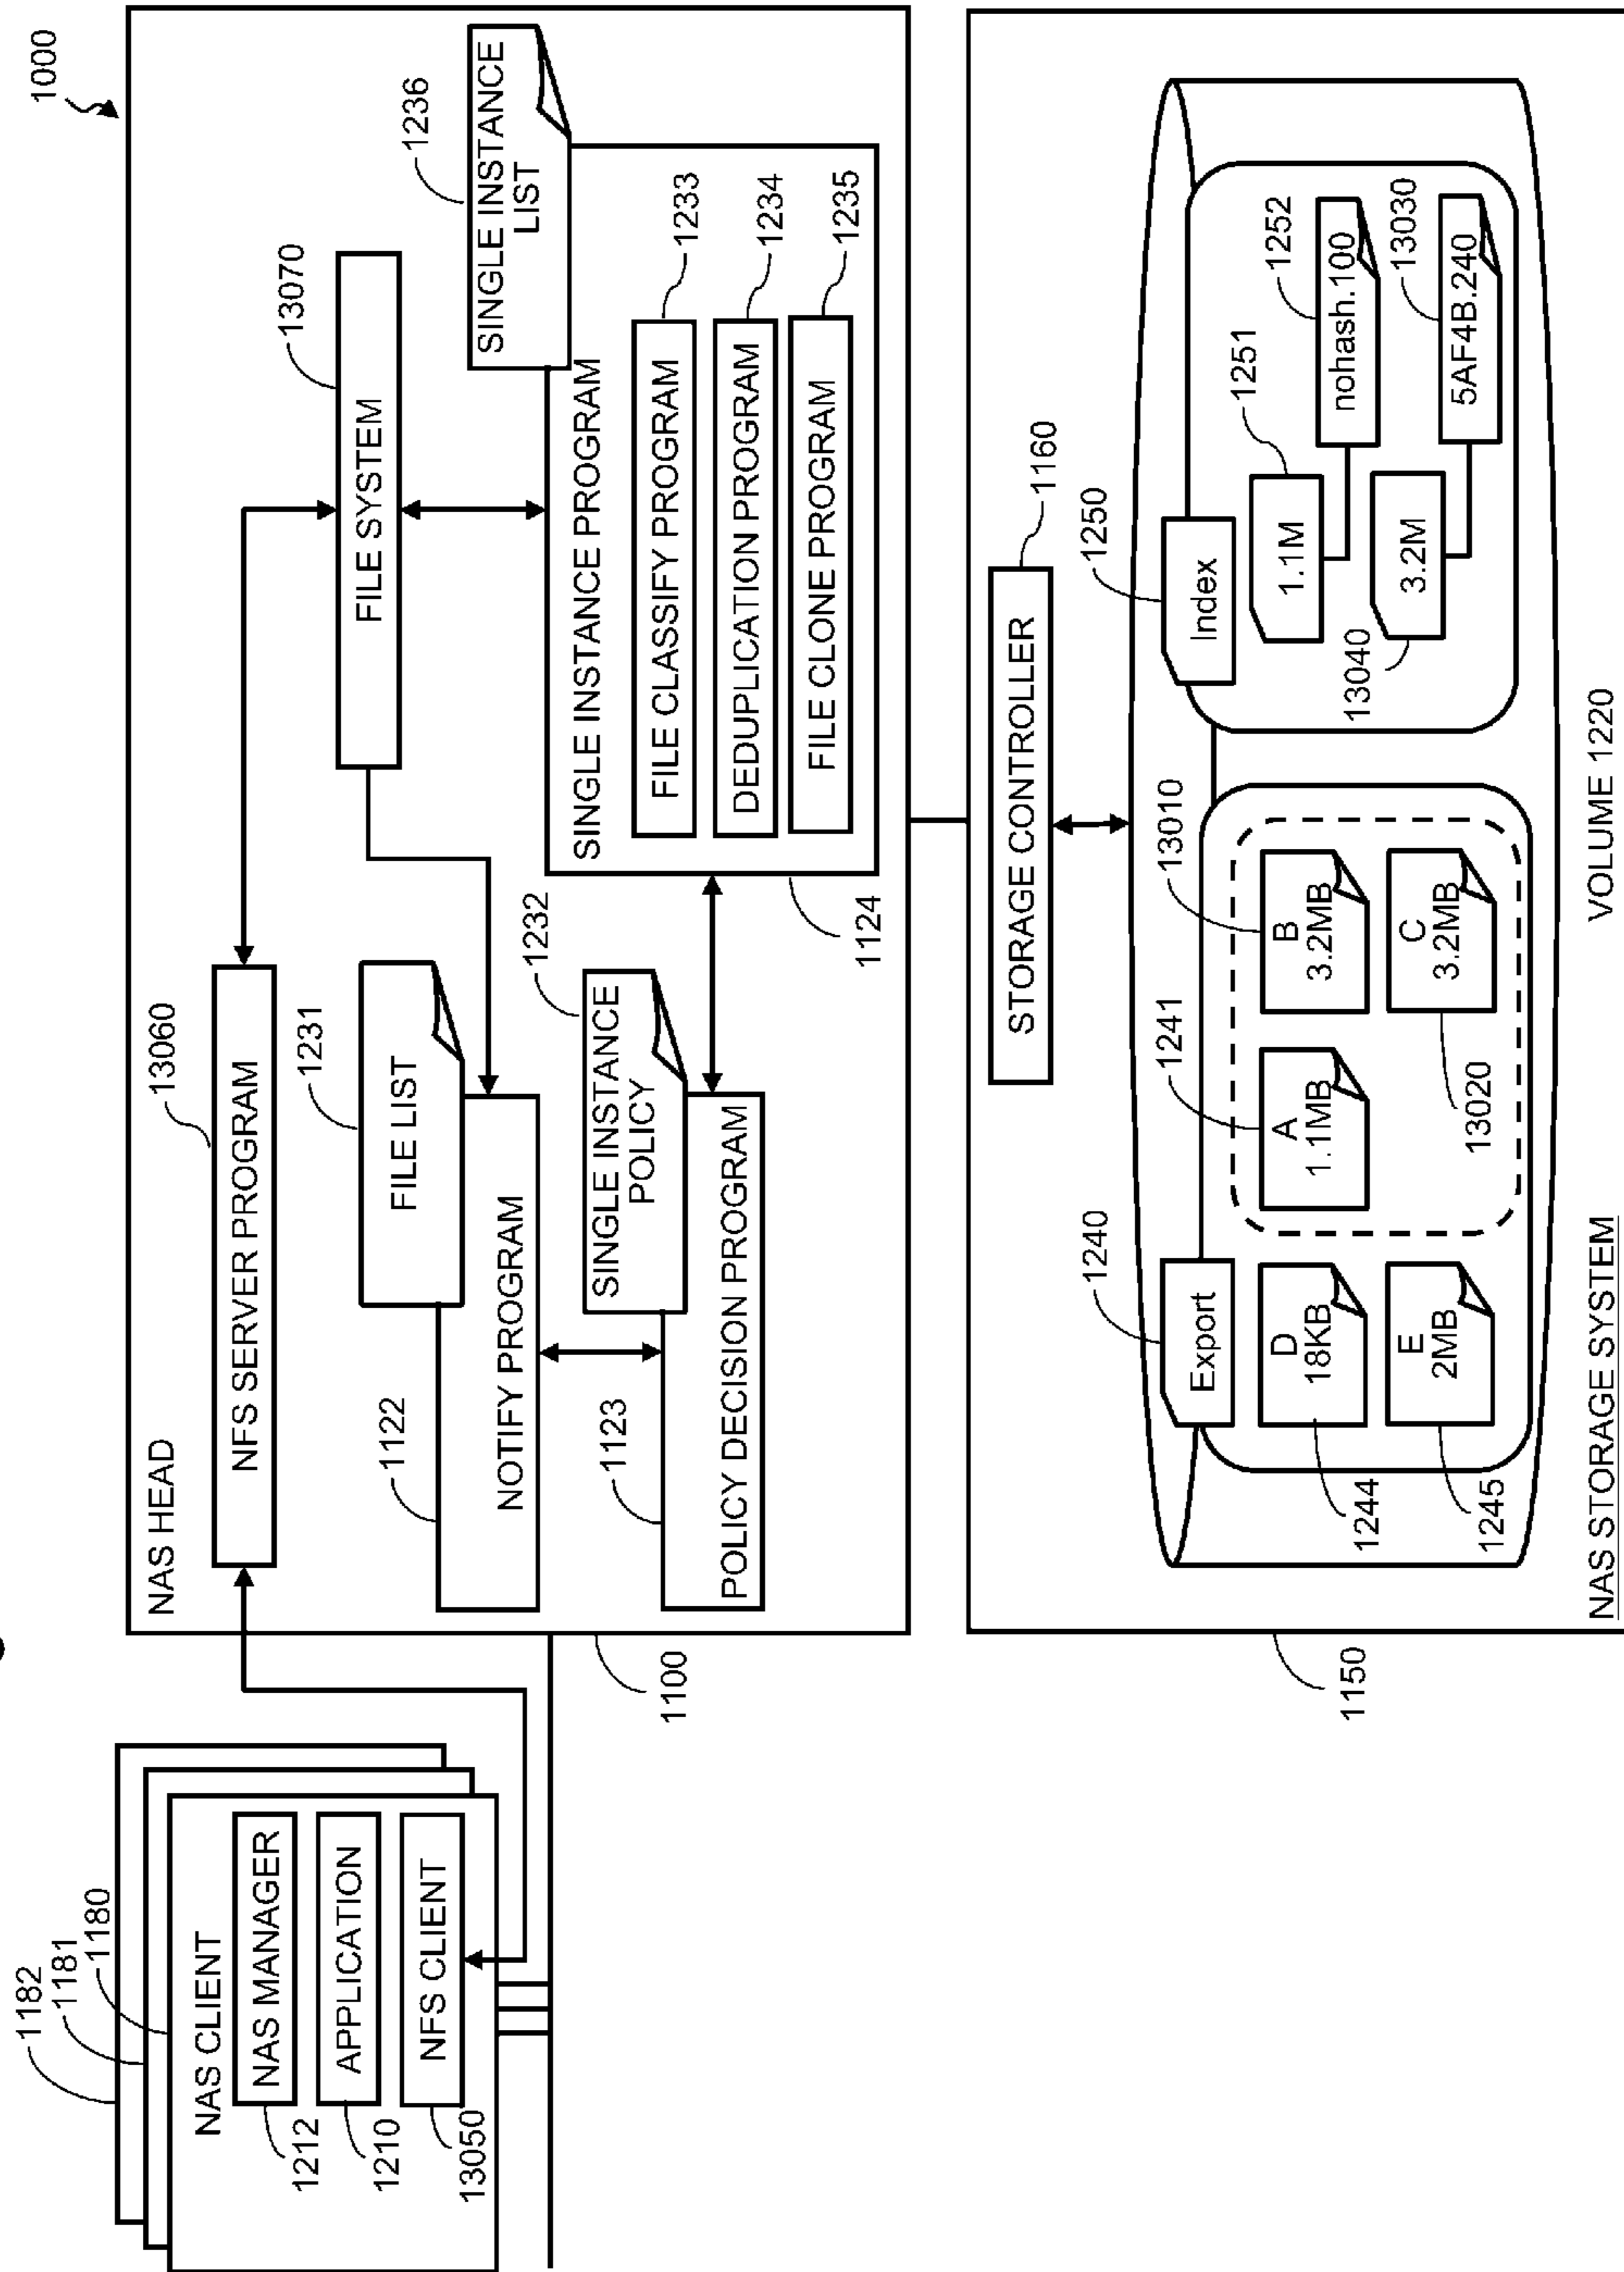 1000
1182
1181
1180
NAS CLIENT
NAS MANAGER
1212
APPLICATION
1210
NFS CLIENT
13050
NAS HEAD
1100
NFS SERVER PROGRAM
13060
FILE SYSTEM
13070
FILE LIST
1231
NOTIFY PROGRAM
1122
SINGLE INSTANCE
POLICY
1232
POLICY DECISION PROGRAM
1123
SINGLE INSTANCE
LIST
1236
SINGLE INSTANCE PROGRAM
1124
FILE CLASSIFY PROGRAM
1233
DEDUPLICATION PROGRAM
1234
FILE CLONE PROGRAM
1235
1150
STORAGE CONTROLLER
1160
Export
1240
D
18KB
1244
E
2MB
1245
A
1.1MB
1241
B
3.2MB
13010
C
3.2MB
13020
Index
1250
1.1M
1251
nohash.100
1252
3.2M
13040
5AF4B.240
13030
VOLUME 1220
NAS STORAGE SYSTEM